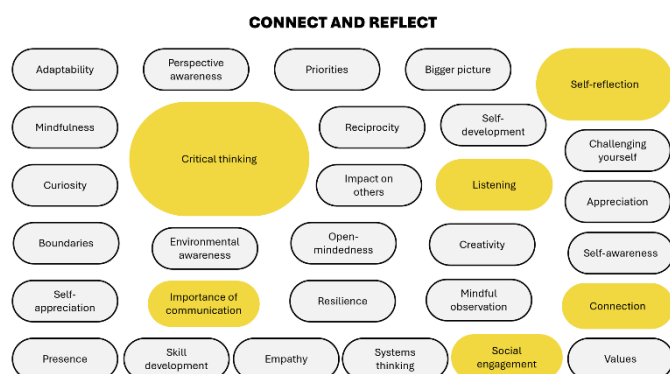 CONNECT AND REFLECT
Adaptability
Perspective
awareness
Priorities
Bigger picture
Self-reflection
Mindfulness
Critical thinking
Reciprocity
Self-
development
Challenging
yourself
Curiosity
Impact on
others
Listening
Appreciation
Boundaries
Environmental
awareness
Open-
mindedness
Creativity
Self-awareness
Self-
appreciation
Importance of
communication
Resilience
Mindful
observation
Connection
Presence
Skill
development
Empathy
Systems
thinking
Social
engagement
Values